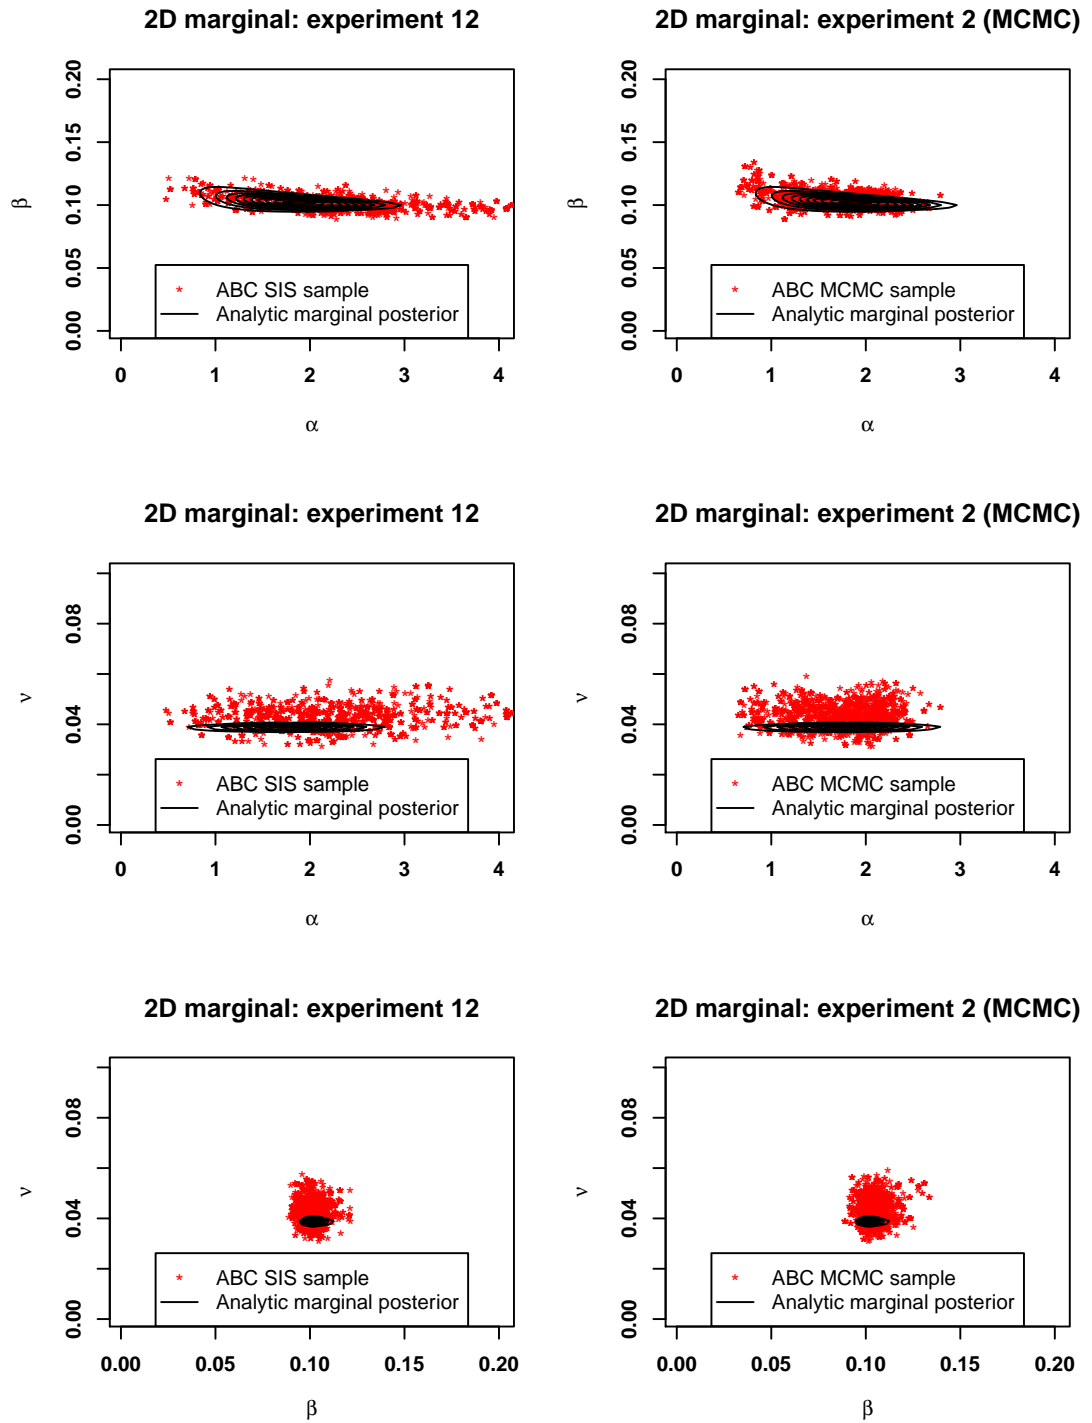 2D marginal: experiment 12
β
0.20
0.15
0.10
0.05
0.00
* ABC SIS sample
Analytic marginal posterior
0 1 2 3 4
α
2D marginal: experiment 2 (MCMC)
β
0.20
0.15
0.10
0.05
0.00
* ABC MCMC sample
Analytic marginal posterior
0 1 2 3 4
α
2D marginal: experiment 12
ν
0.08
0.04
0.00
* ABC SIS sample
Analytic marginal posterior
0 1 2 3 4
α
2D marginal: experiment 2 (MCMC)
ν
0.08
0.04
0.00
* ABC MCMC sample
Analytic marginal posterior
0 1 2 3 4
α
2D marginal: experiment 12
ν
0.08
0.04
0.00
* ABC SIS sample
Analytic marginal posterior
0.00 0.05 0.10 0.15 0.20
β
2D marginal: experiment 2 (MCMC)
ν
0.08
0.04
0.00
* ABC MCMC sample
Analytic marginal posterior
0.00 0.05 0.10 0.15 0.20
β